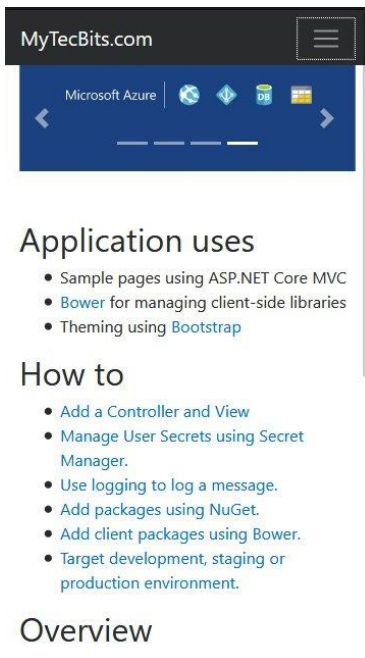 MyTecBits.com
Microsoft Azure
DB
Application uses
Sample pages using ASP.NET Core MVC
Bower for managing client-side libraries
Theming using Bootstrap
How to
Add a Controller and View
Manage User Secrets using Secret
Manager.
Use logging to log a message.
Add packages using NuGet.
Add client packages using Bower.
Target development, staging or
production environment.
Overview